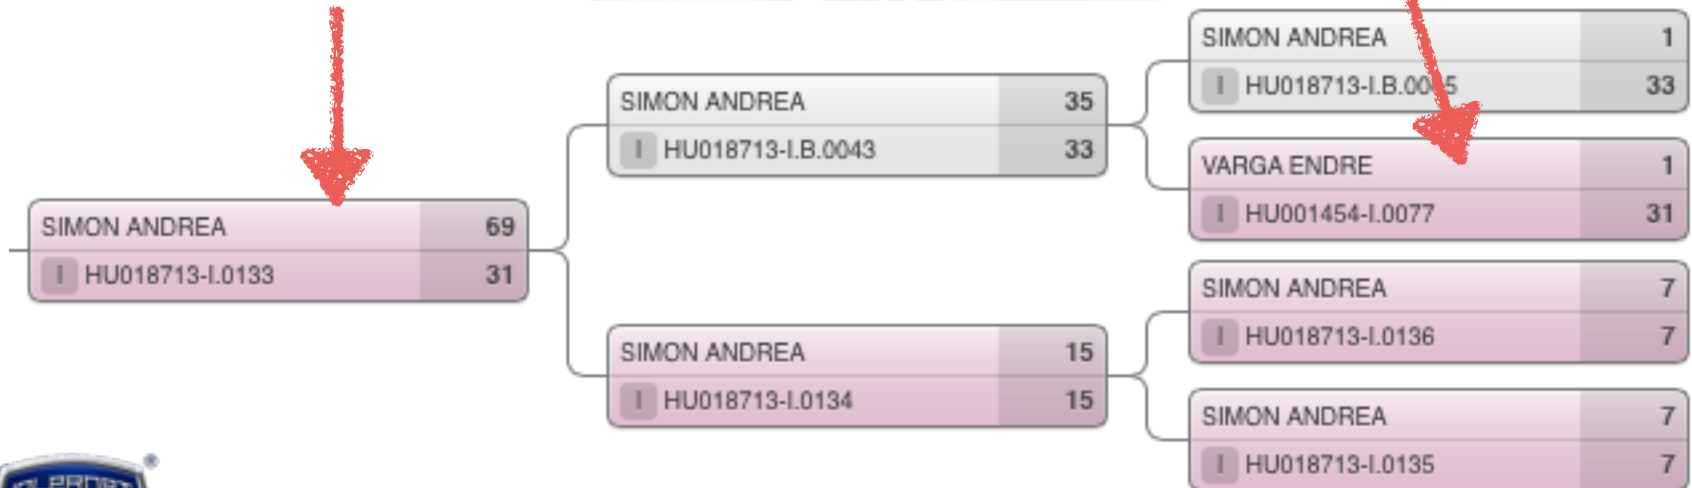 SIMON ANDREA 1
I HU018713-I.B.0045 33
SIMON ANDREA 35
I HU018713-I.B.0043 33
VARGA ENDRE 1
I HU001454-I.0077 31
SIMON ANDREA 69
I HU018713-I.0133 31
SIMON ANDREA 7
I HU018713-I.0136 7
SIMON ANDREA 15
I HU018713-I.0134 15
SIMON ANDREA 7
I HU018713-I.0135 7
®